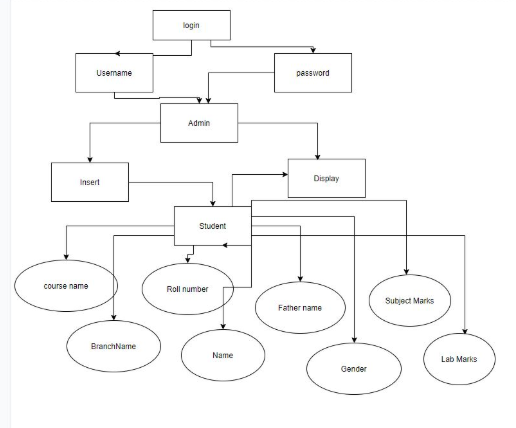 login
Username
password
Admin
Insert
Display
Student
course name
Roll number
Father name
Subject Marks
BranchName
Name
Gender
Lab Marks